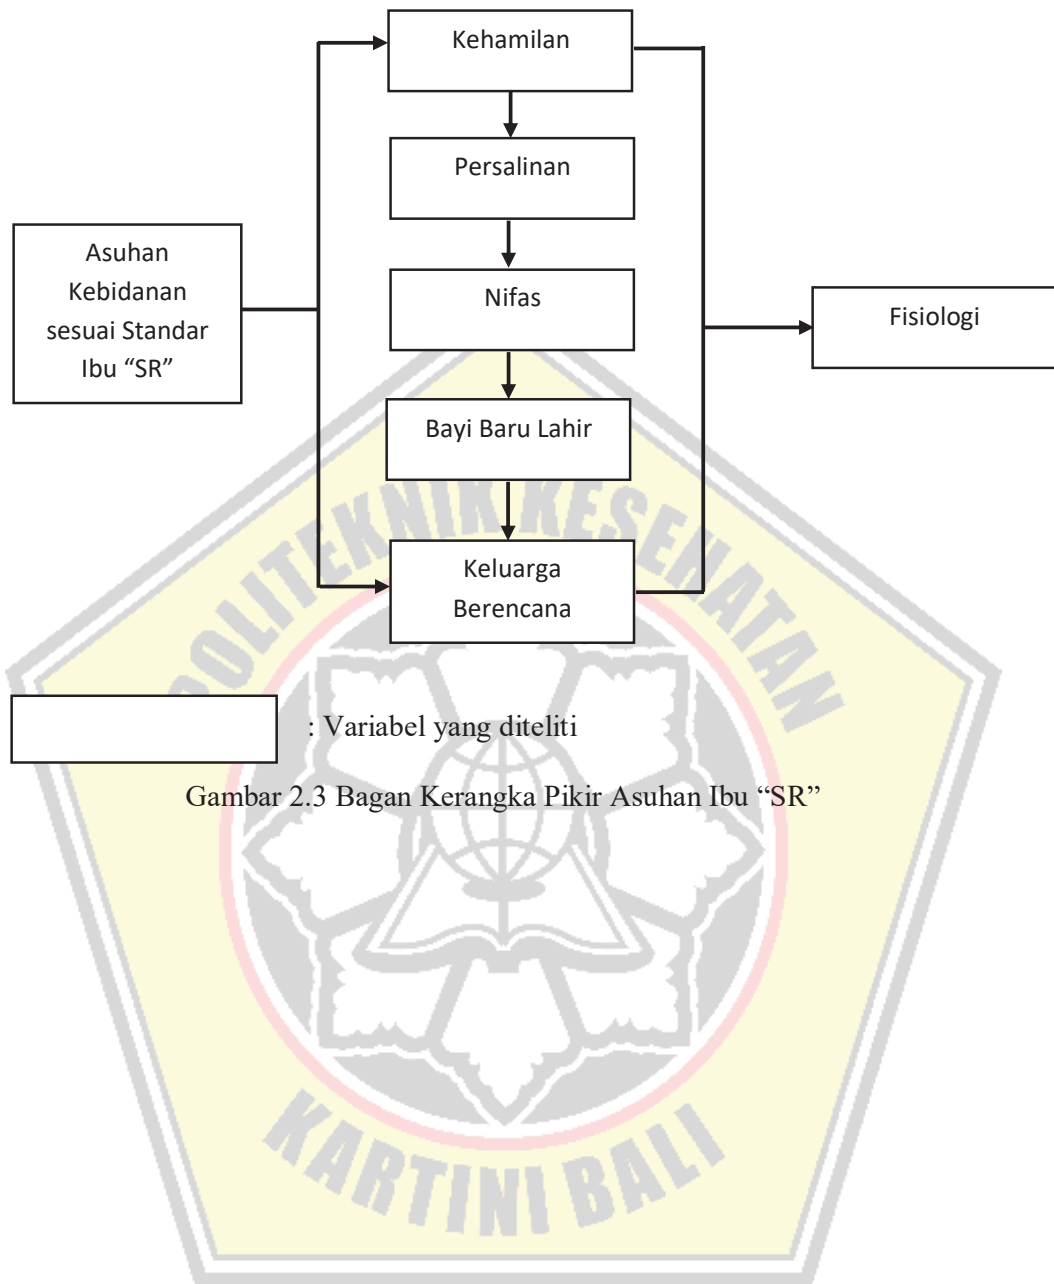 Kehamilan
Persalinan
Asuhan
Kebidanan
sesuai Standar
Ibu “SR”
Nifas
Fisiologi
Bayi Baru Lahir
Keluarga
Berencana
POLITEKNIK KESEHATAN
: Variabel yang diteliti
Gambar 2.3 Bagan Kerangka Pikir Asuhan Ibu “SR”
KARTINI BALI